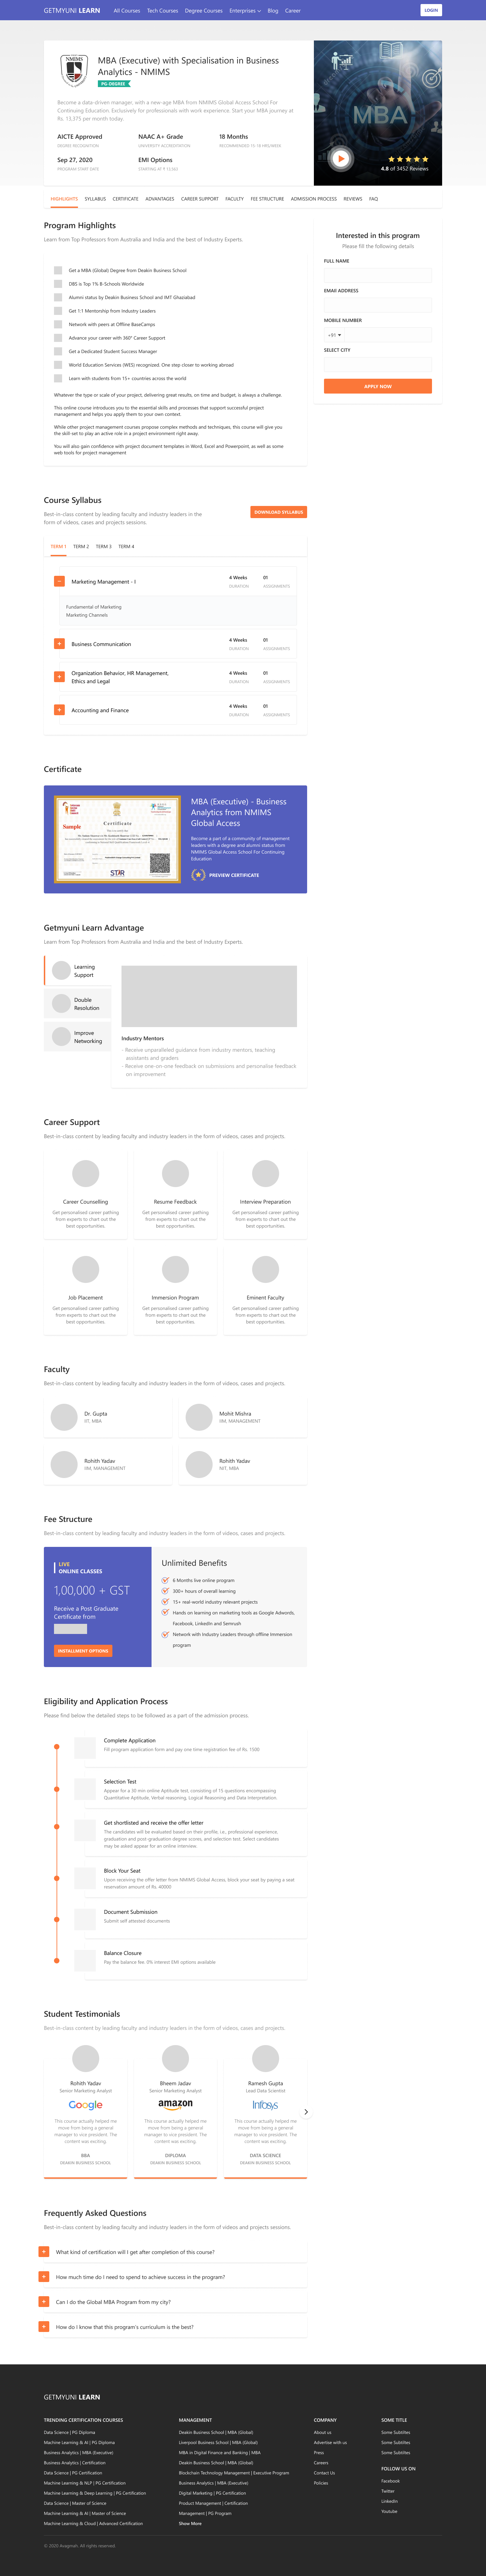 GETMYUNI LEARN
All Courses Tech Courses Degree Courses Enterprises Blog Career
LOGIN
NMIMS
MBA (Executive) with Specialisation in Business
Analytics - NMIMS
PG DEGREE
Become a data-driven manager, with a new age MBA from NMIMS Global Access School For
Continuing Education. Exclusively for professionals with work experience. Start your MBA journey at
Rs. 13,375 per month today.
AICTE Approved
DEGREE RECOGNITION
NAAC A+ Grade
UNIVERSITY ACCREDITATION
18 Months
RECOMMENDED 15-18 HRS/WEEK
Sep 27, 2020
PROGRAM START DATE
EMI Options
MBA
4.8 of 3452 Reviews
HIGHLIGHTS SYLLABUS CERTIFICATE ADVANTAGES CAREER SUPPORT FACULTY FEE STRUCTURE ADMISSION PROCESS REVIEWS FAQ
Program Highlights
Learn from Top Professors from Australia and India and the best of Industry Experts.
Get a MBA (Global) Degree from Deakin Business School
DBS is Top 1% B-Schools Worldwide
Alumni status by Deakin Business School and IMT Ghaziabad
Get 1:1 Mentorship from Industry Leaders
Network with peers at Offline BaseCamps
Advance your career with 360° Career Support
Get a Dedicated Student Success Manager
World Education Services (WES) recognized. One step closer to working abroad
Learn with students from 15+ countries across the world
Whatever the type or scale of your project, delivering great results, on time and budget, is always a challenge.
This online course introduces you to the essential skills and processes that support successful project
management and helps you apply them to your own context.
While other project management courses propose complex methods and techniques, this course will give you
the skill-set to play an active role in a project environment right away.
You will also gain confidence with project document templates in Word, Excel and Powerpoint, as well as some
web tools for project management
Interested in this program
Please fill the following details
FULL NAME
EMAIL ADDRESS
MOBILE NUMBER
+91
SELECT CITY
APPLY NOW
Course Syllabus
Best-in-class content by leading faculty and industry leaders in the
form of videos, cases and projects sessions.
DOWNLOAD SYLLABUS
TERM 1 TERM 2 TERM 3 TERM 4
Marketing Management - I
4 Weeks
DURATION
01
ASSIGNMENTS
Fundamental of Marketing
Marketing Channels
Business Communication
4 Weeks
DURATION
01
ASSIGNMENTS
Organization Behavior, HR Management,
Ethics and Legal
4 Weeks
DURATION
01
ASSIGNMENTS
Accounting and Finance
4 Weeks
DURATION
01
ASSIGNMENTS
Certificate
Certificate
Sample
STAR
MBA (Executive) - Business
Analytics from NMIMS
Global Access
Become a part of a community of management
leaders with a degree and alumni status from
NMIMS Global Access School For Continuing
Education
PREVIEW CERTIFICATE
Getmyuni Learn Advantage
Learn from Top Professors from Australia and India and the best of Industry Experts.
Learning
Support
Double
Resolution
Improve
Networking
Industry Mentors
- Receive unparalleled guidance from industry mentors, teaching
assistants and graders
- Receive one-on-one feedback on submissions and personalise feedback
on improvement
Career Support
Best-in-class content by leading faculty and industry leaders in the form of videos, cases and projects.
Career Counselling
Get personalised career pathing
from experts to chart out the
best opportunities.
Resume Feedback
Get personalised career pathing
from experts to chart out the
best opportunities.
Interview Preparation
Get personalised career pathing
from experts to chart out the
best opportunities.
Job Placement
Get personalised career pathing
from experts to chart out the
best opportunities.
Immersion Program
Get personalised career pathing
from experts to chart out the
best opportunities.
Eminent Faculty
Get personalised career pathing
from experts to chart out the
best opportunities.
Faculty
Best-in-class content by leading faculty and industry leaders in the form of videos, cases and projects.
Dr. Gupta
IIT, MBA
Mohit Mishra
IIM, MANAGEMENT
Rohith Yadav
IIM, MANAGEMENT
Rohith Yadav
NIT, MBA
Fee Structure
Best-in-class content by leading faculty and industry leaders in the form of videos, cases and projects.
LIVE
ONLINE CLASSES
1,00,000 + GST
Receive a Post Graduate
Certificate from
INSTALLMENT OPTIONS
Unlimited Benefits
6 Months live online program
300+ hours of overall learning
15+ real-world industry relevant projects
Hands on learning on marketing tools as Google Adwords,
Facebook, LinkedIn and Semrush
Network with Industry Leaders through offline Immersion
program
Eligibility and Application Process
Please find below the detailed steps to be followed as a part of the admission process.
Complete Application
Fill program application form and pay one time registration fee of Rs. 1500
Selection Test
Appear for a 30 min online Aptitude test, consisting of 15 questions encompassing
Quantitative Aptitude, Verbal reasoning, Logical Reasoning and Data Interpretation.
Get shortlisted and receive the offer letter
The candidates will be evaluated based on their profile, i.e., professional experience,
graduation and post-graduation degree scores, and selection test. Select candidates
may be asked appear for an online interview.
Block Your Seat
Upon receiving the offer letter from NMIMS Global Access, block your seat by paying a seat
reservation amount of Rs. 40000
Document Submission
Submit self attested documents
Balance Closure
Pay the balance fee. 0% interest EMI options available
Student Testimonials
Best-in-class content by leading faculty and industry leaders in the form of videos, cases and projects.
Rohith Yadav
Senior Marketing Analyst
Google
This course actually helped me
move from being a general
manager to vice president. The
content was exciting.
BBA
DEAKIN BUSINESS SCHOOL
Bheem Jadav
Senior Marketing Analyst
amazon
This course actually helped me
move from being a general
manager to vice president. The
content was exciting.
DIPLOMA
DEAKIN BUSINESS SCHOOL
Ramesh Gupta
Lead Data Scientist
Infosys
This course actually helped me
move from being a general
manager to vice president. The
content was exciting.
DATA SCIENCE
DEAKIN BUSINESS SCHOOL
Frequently Asked Questions
Best-in-class content by leading faculty and industry leaders in the form of videos and projects sessions.
What kind of certification will I get after completion of this course?
How much time do I need to spend to achieve success in the program?
Can I do the Global MBA Program from my city?
How do I know that this program's curriculum is the best?
GETMYUNI LEARN
TRENDING CERTIFICATION COURSES
Data Science | PG Diploma
Machine Learning & AI | PG Diploma
Business Analytics | MBA (Executive)
Business Analytics | Certification
Data Science | PG Certification
Machine Learning & NLP | PG Certification
Machine Learning & Deep Learning | PG Certification
Data Science | Master of Science
Machine Learning & AI | Master of Science
Machine Learning & Cloud | Advanced Certification
MANAGEMENT
Deakin Business School | MBA (Global)
Liverpool Business School | MBA (Global)
MBA in Digital Finance and Banking | MBA
Deakin Business School | MBA (Global)
Blockchain Technology Management | Executive Program
Business Analytics | MBA (Executive)
Digital Marketing | PG Certification
Product Management | Certification
Management | PG Program
Show More
COMPANY
About us
Advertise with us
Press
Careers
Contact Us
Policies
SOME TITLE
Some Subtitles
Some Subtitles
Some Subtitles
FOLLOW US ON
Facebook
Twitter
LinkedIn
Youtube